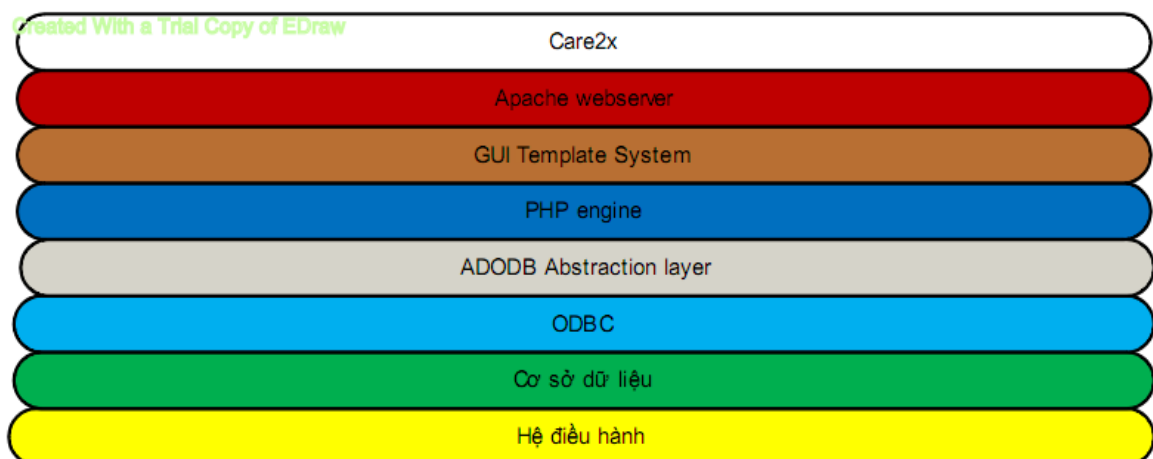 Created With a Trial Copy of EDraw
Care2x
Apache webserver
GUI Template System
PHP engine
ADODB Abstraction layer
ODBC
Cơ sở dữ liệu
Hệ điều hành